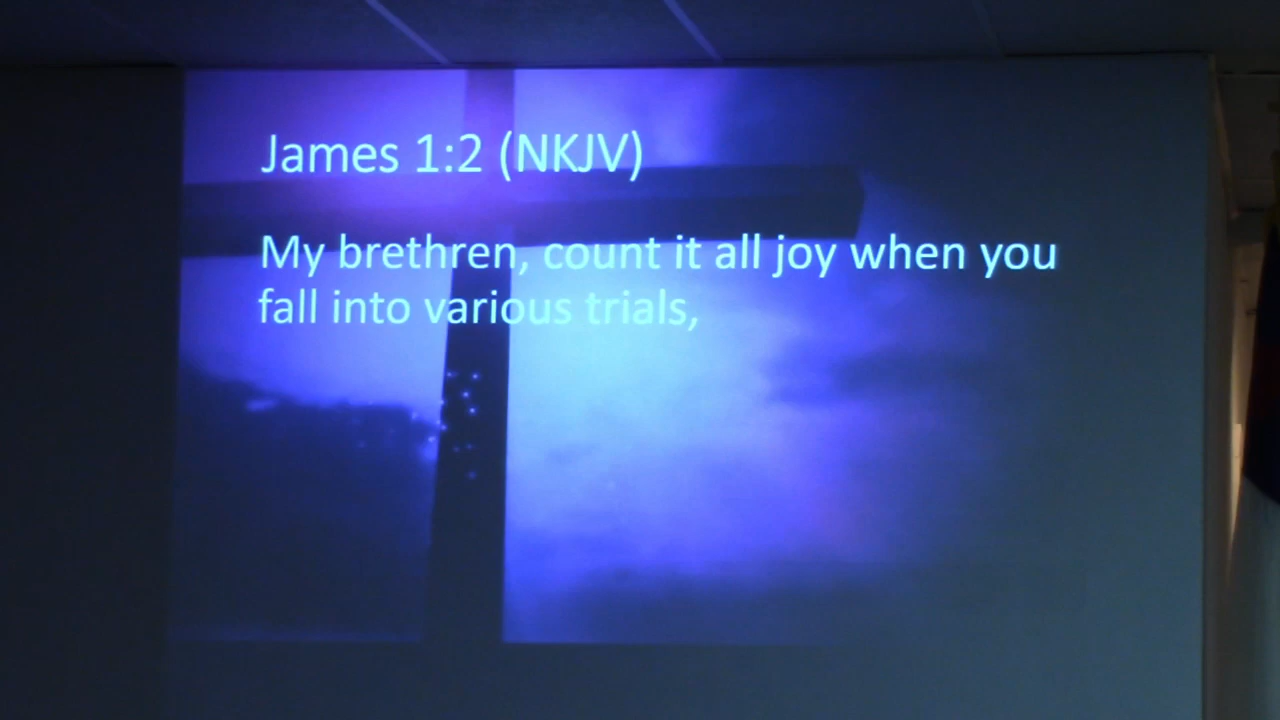 James 1:2 (NKJV)
My brethren, count it all joy when you
fall into various trials,